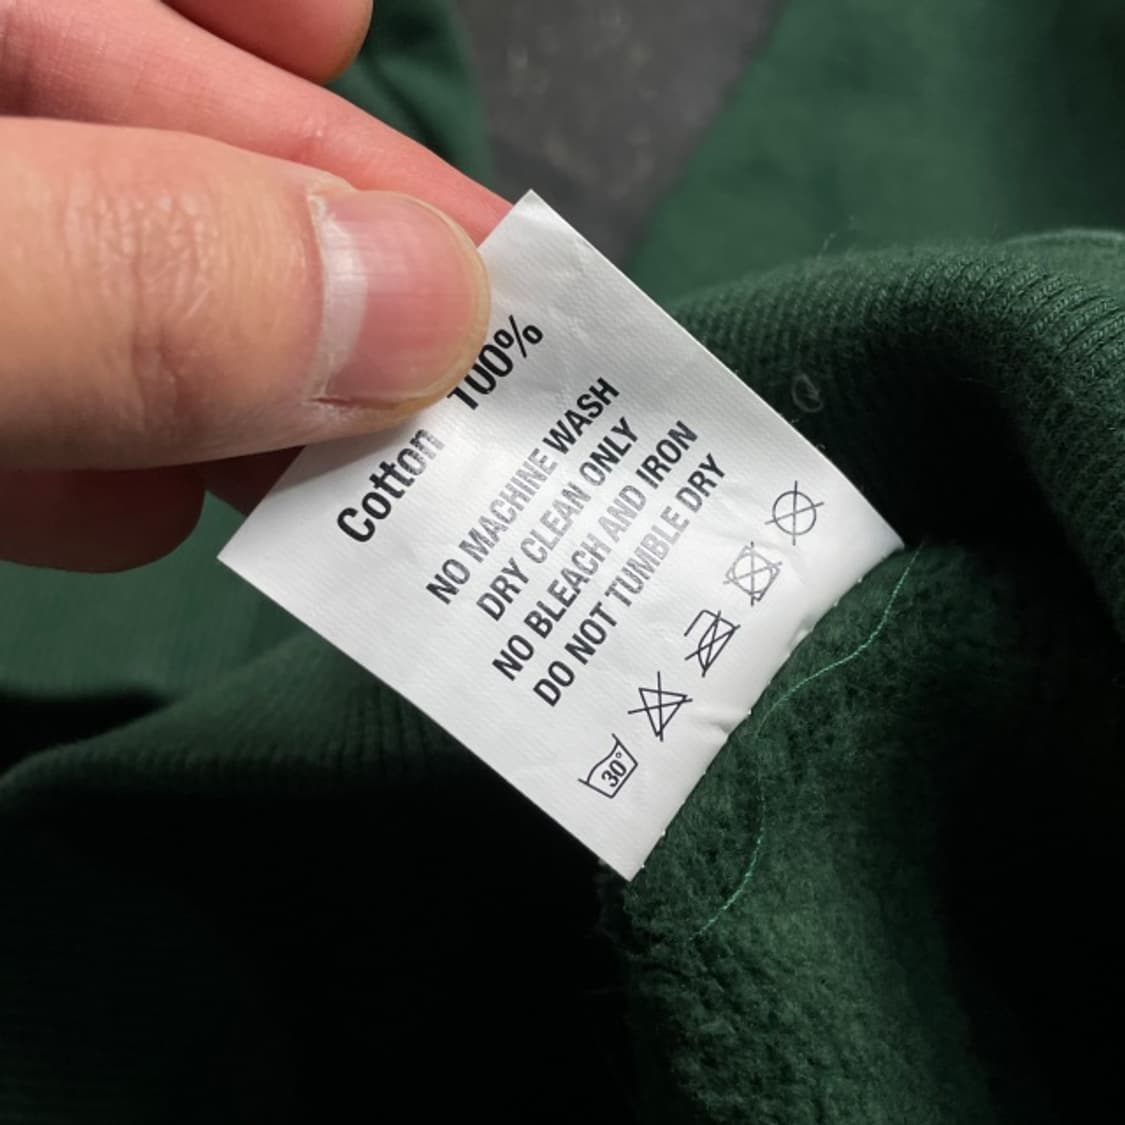 Cotton 100%
NO MACHINE WASH
DRY CLEAN ONLY
NO BLEACH AND IRON
DO NOT TUMBLE DRY
30°